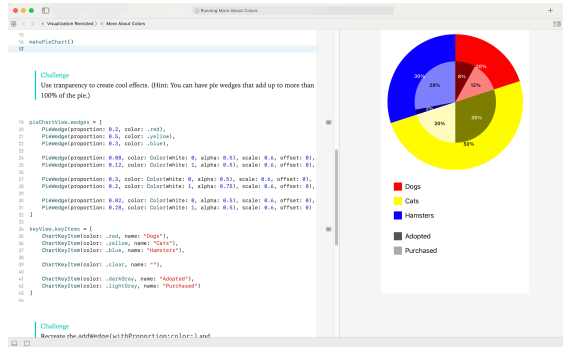 Running More About Colors
Visualization Revisited
More About Colors
15
16 makePieChart()
17
Challenge
Use tranparency to create cool effects. (Hint: You can have pie wedges that add up to more than
100% of the pie.)
19 pieChartView.wedges = [
20 PieWedge(proportion: 0.2, color: .red),
21 PieWedge(proportion: 0.5, color: .yellow),
22 PieWedge(proportion: 0.3, color: .blue),
23
24 PieWedge(proportion: 0.08, color: Color(white: 0, alpha: 0.5), scale: 0.6, offset: 0),
25 PieWedge(proportion: 0.12, color: Color(white: 1, alpha: 0.5), scale: 0.6, offset: 0),
26
27 PieWedge(proportion: 0.3, color: Color(white: 0, alpha: 0.5), scale: 0.6, offset: 0),
28 PieWedge(proportion: 0.2, color: Color(white: 1, alpha: 0.75), scale: 0.6, offset: 0),
29
30 PieWedge(proportion: 0.02, color: Color(white: 0, alpha: 0.5), scale: 0.6, offset: 0),
31 PieWedge(proportion: 0.28, color: Color(white: 1, alpha: 0.5), scale: 0.6, offset: 0)
32 ]
33
34 keyView.keyItems = [
35 ChartKeyItem(color: .red, name: "Dogs"),
36 ChartKeyItem(color: .yellow, name: "Cats"),
37 ChartKeyItem(color: .blue, name: "Hamsters"),
38
39 ChartKeyItem(color: .clear, name: ""),
40
41 ChartKeyItem(color: .darkGray, name: "Adopted"),
42 ChartKeyItem(color: .lightGray, name: "Purchased")
43 ]
44
Challenge
Recreate the addWedge(withProportion:color:) and
20%
30%
8%
28%
12%
2%
30%
20%
50%
Dogs
Cats
Hamsters
Adopted
Purchased